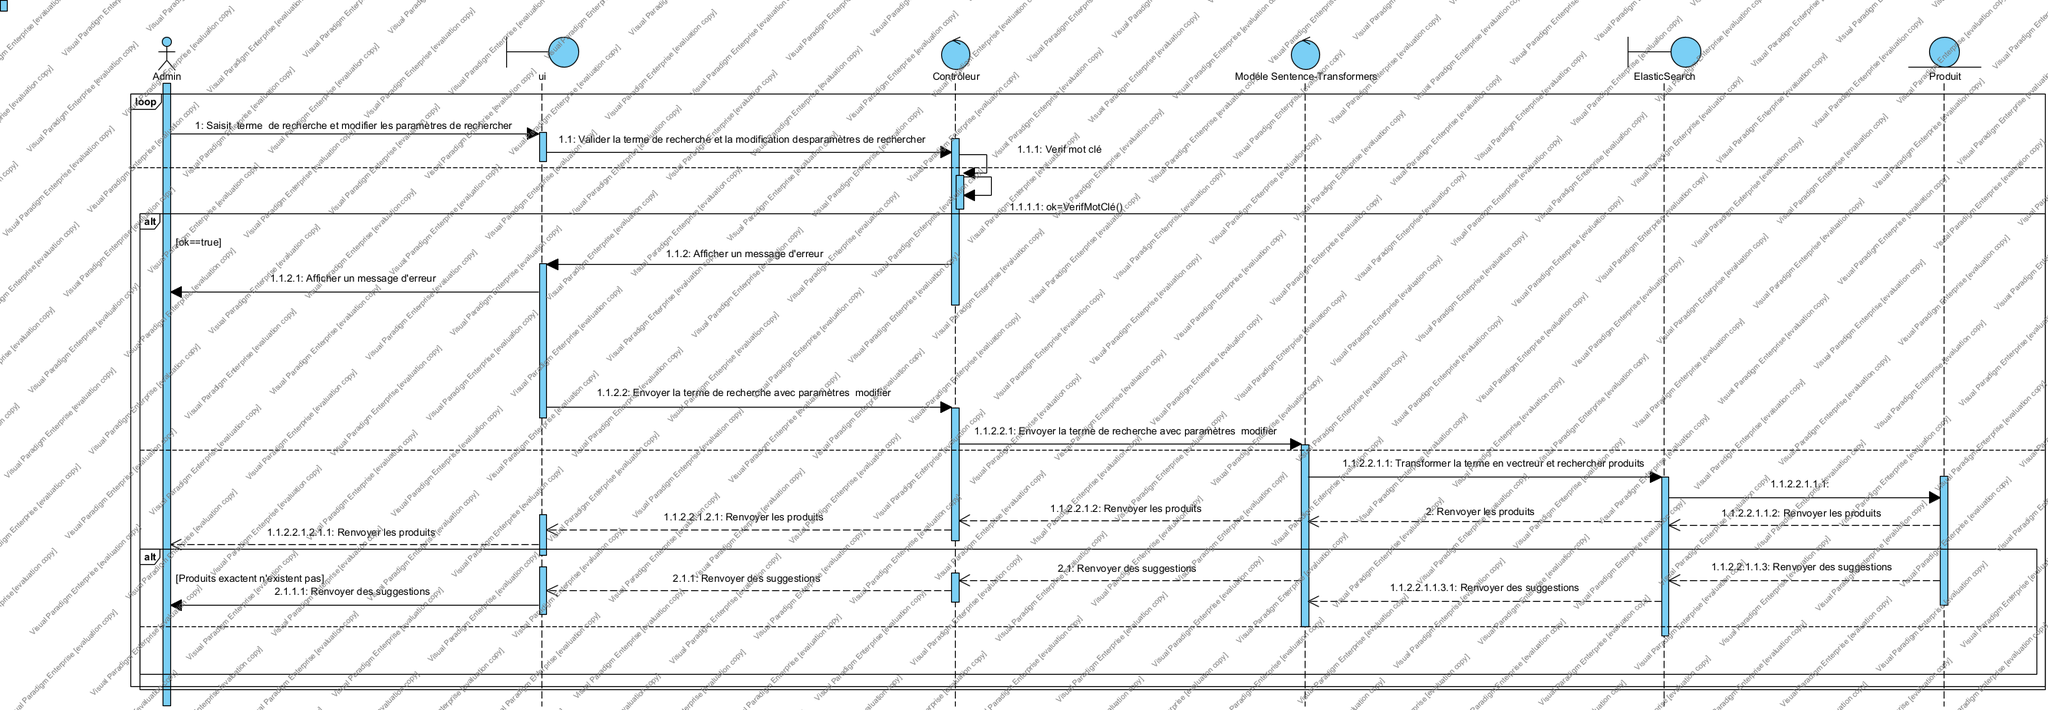 Admin
ui
Contrôleur
Modéle Sentence-Transformers
ElasticSearch
Produit
loop
1: Saisit terme de recherche et modifier les paramètres de rechercher
1.1: Valider la terme de recherche et la modification desparamètres de rechercher
1.1.1: Verif mot clé
1.1.1.1: ok=VerifMotClé()
alt
[ok==true]
1.1.2: Afficher un message d'erreur
1.1.2.1: Afficher un message d'erreur
1.1.2.2: Envoyer la terme de recherche avec paramètres modifier
1.1.2.2.1: Envoyer la terme de recherche avec paramètres modifier
1.1.2.2.1.1: Transformer la terme en vectreur et rechercher produits
1.1.2.2.1.1.1:
1.1.2.2.1.1.2: Renvoyer les produits
2: Renvoyer les produits
1.1.2.2.1.2: Renvoyer les produits
1.1.2.2.1.2.1: Renvoyer les produits
1.1.2.2.1.2.1.1: Renvoyer les produits
alt
[Produits exactent n'existent pas]
1.1.2.2.1.1.3: Renvoyer des suggestions
2.1: Renvoyer des suggestions
2.1.1: Renvoyer des suggestions
1.1.2.2.1.1.3.1: Renvoyer des suggestions
2.1.1.1: Renvoyer des suggestions
Visual Paradigm Enterprise [evaluation copy]